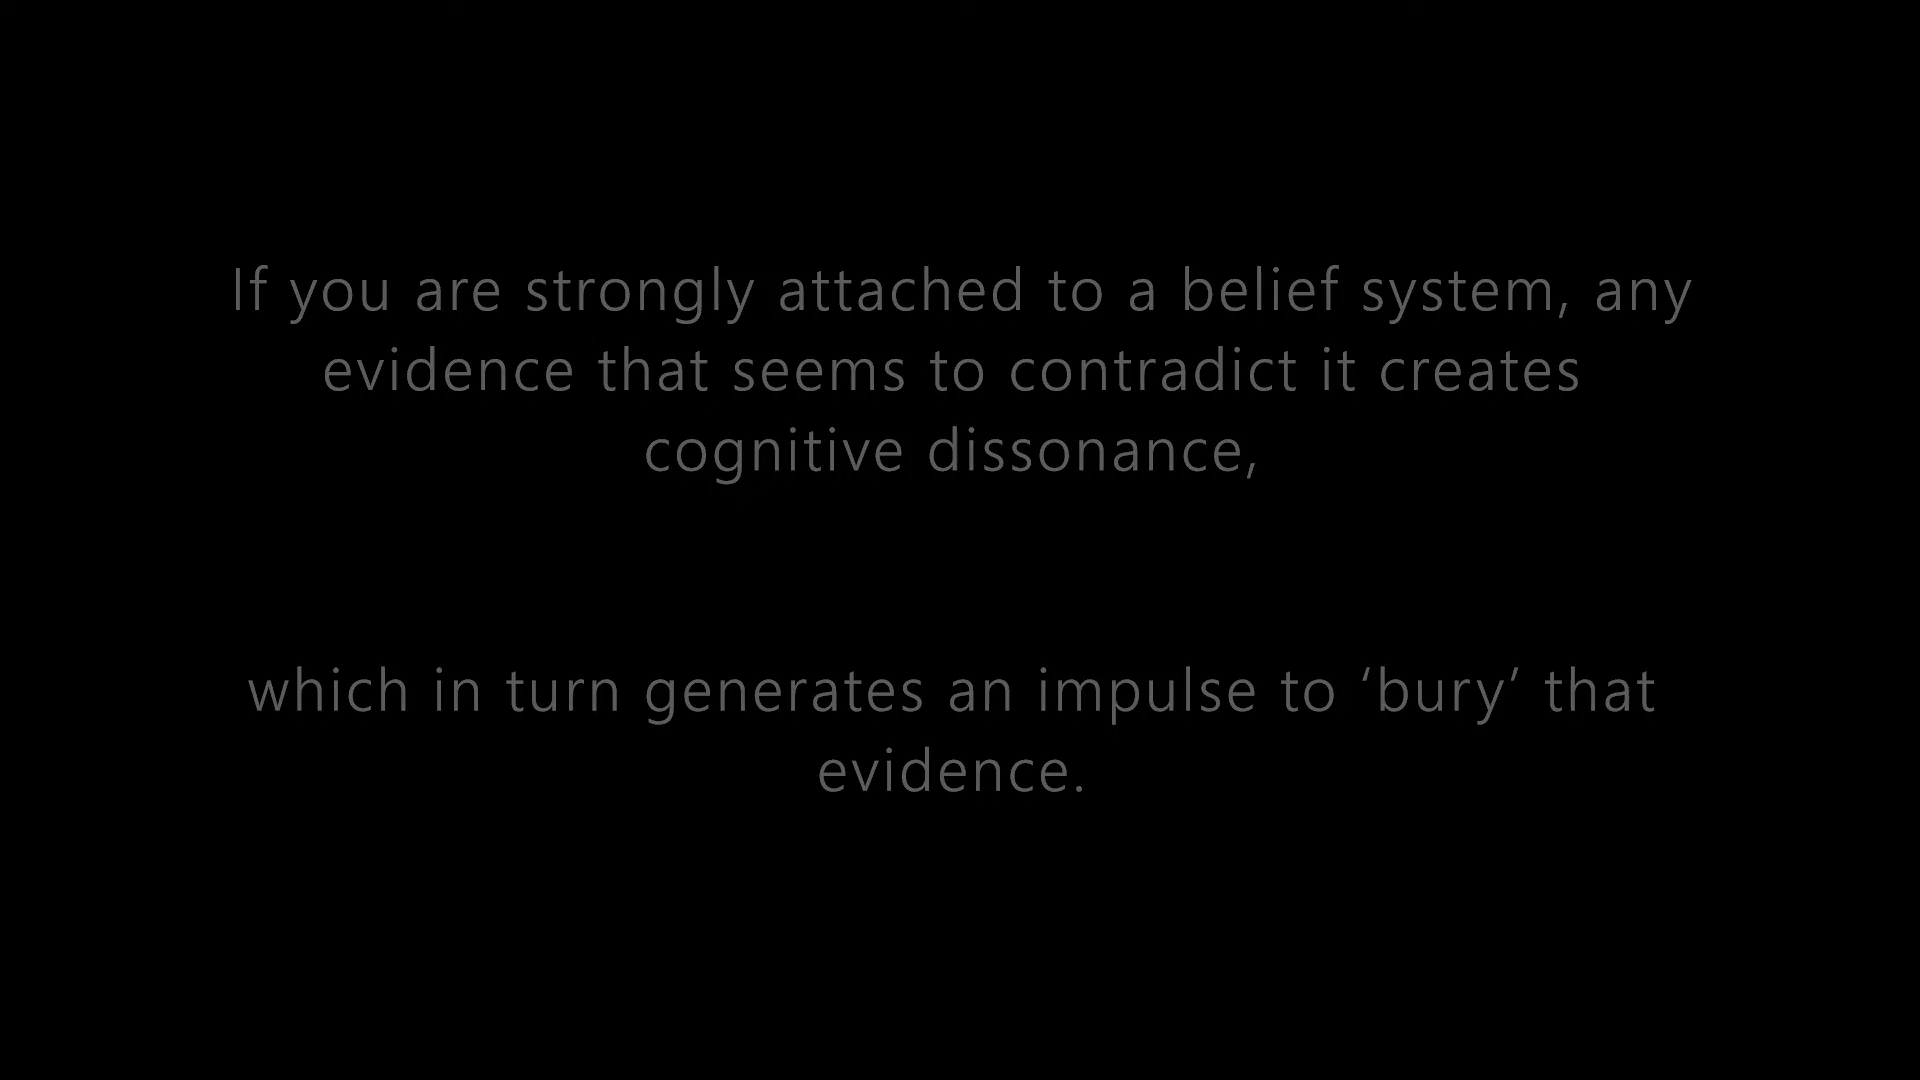 If you are strongly attached to a belief system, any
evidence that seems to contradict it creates
cognitive dissonance,
which in turn generates an impulse to ‘bury’ that
evidence.